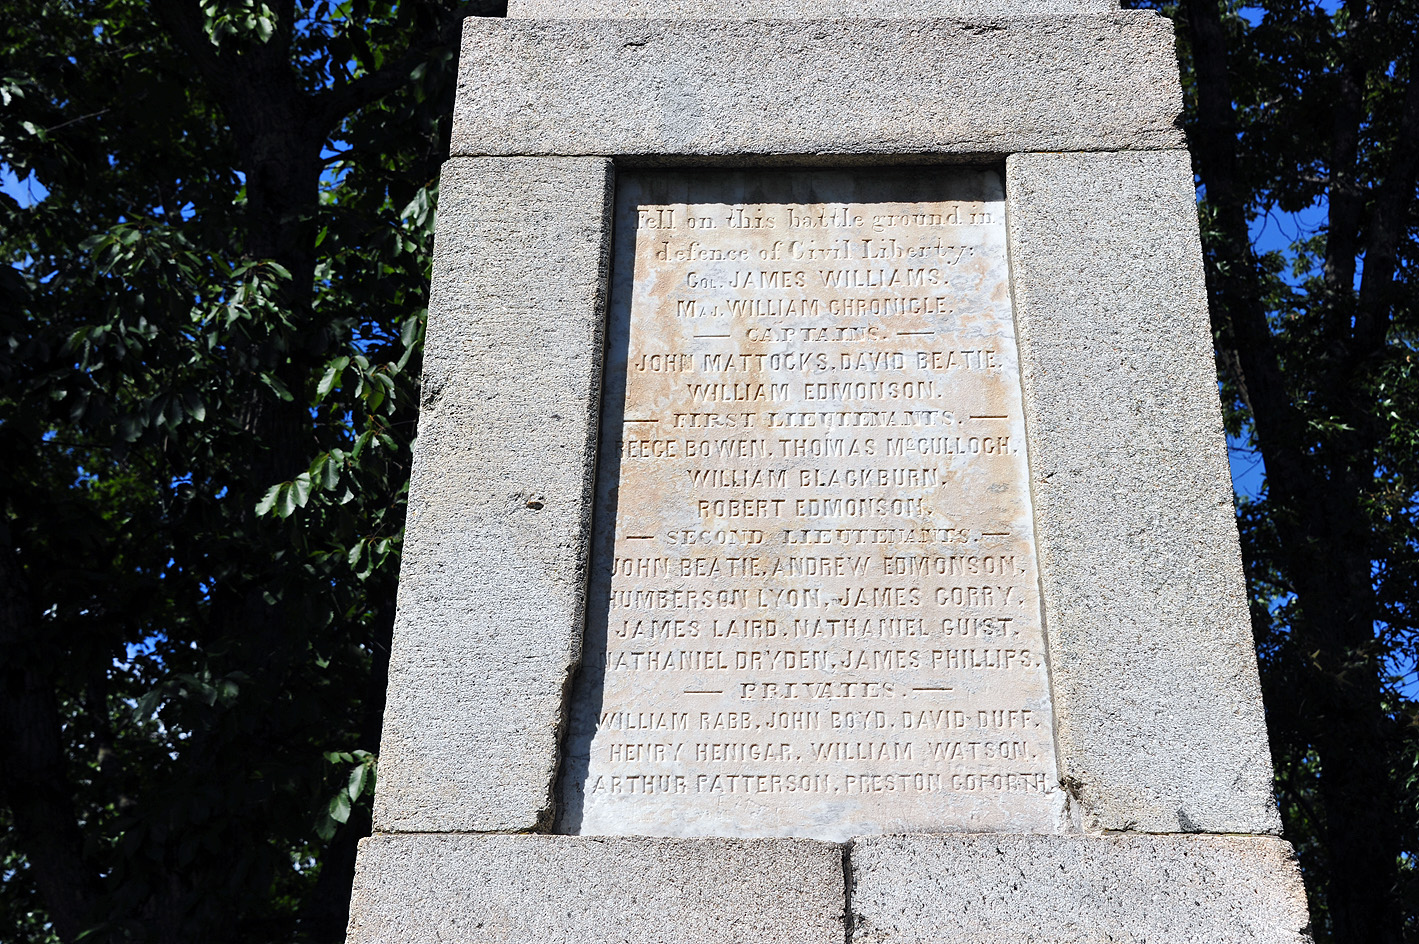 Fell on this battle ground in
defence of Civil Liberty:
COL. JAMES WILLIAMS.
MAJ. WILLIAM CHRONICLE.
— CAPTAINS. —
JOHN MATTOCKS. DAVID BEATIE.
WILLIAM EDMONSON.
— FIRST LIEUTENANTS. —
REECE BOWEN. THOMAS McCULLOCH.
WILLIAM BLACKBURN.
ROBERT EDMONSON.
— SECOND LIEUTENANTS. —
JOHN BEATIE. ANDREW EDMONSON.
HUMBERSON LYON. JAMES CORRY.
JAMES LAIRD. NATHANIEL GUIST.
NATHANIEL DRYDEN. JAMES PHILLIPS.
— PRIVATES. —
WILLIAM RABB. JOHN BOYD. DAVID DUFF.
HENRY HENIGAR. WILLIAM WATSON.
ARTHUR PATTERSON. PRESTON GOFORTH.